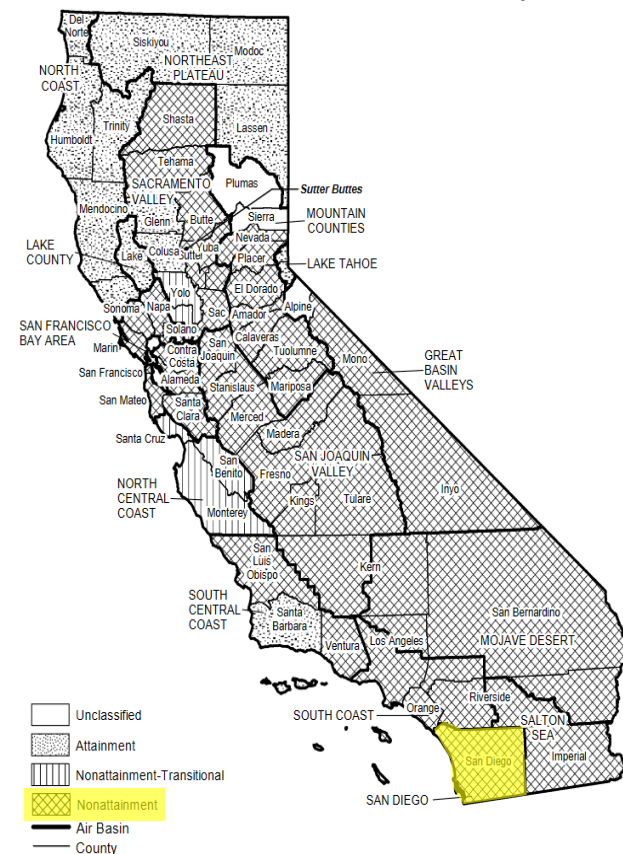 Del
Norte
Siskiyou
Modoc
NORTHEAST
PLATEAU
NORTH
COAST
Shasta
Trinity
Lassen
Humboldt
Tehama
SACRAMENTO
VALLEY
Plumas
Sutter Buttes
Mendocino
Glenn
Butte
Sierra
MOUNTAIN
COUNTIES
Nevada
LAKE
COUNTY
Lake
Colusa
Yuba
Sutter
Placer
LAKE TAHOE
Yolo
El Dorado
Sonoma
Napa
Sac
Amador
Alpine
SAN FRANCISCO
BAY AREA
Solano
Calaveras
Marin
Contra
Costa
San
Joaquin
Tuolumne
Mono
GREAT
BASIN
VALLEYS
San Francisco
Alameda
Stanislaus
Mariposa
San Mateo
Santa
Clara
Merced
Santa Cruz
Madera
San
Benito
SAN JOAQUIN
VALLEY
Fresno
Inyo
NORTH
CENTRAL
COAST
Monterey
Kings
Tulare
San
Luis
Obispo
Kern
SOUTH
CENTRAL
COAST
Santa
Barbara
San Bernardino
MOJAVE DESERT
Ventura
Los Angeles
Riverside
Orange
SOUTH COAST
SALTON
SEA
San Diego
Imperial
SAN DIEGO
Unclassified
Attainment
Nonattainment-Transitional
Nonattainment
Air Basin
County